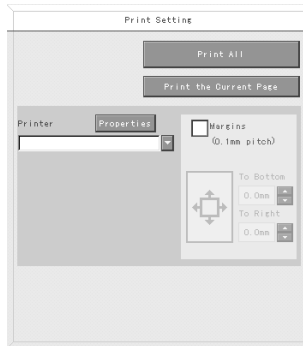 Print Setting
Print All
Print the Current Page
Printer
Properties
Margins
(0.1mm pitch)
To Bottom
0.0mm
To Right
0.0mm